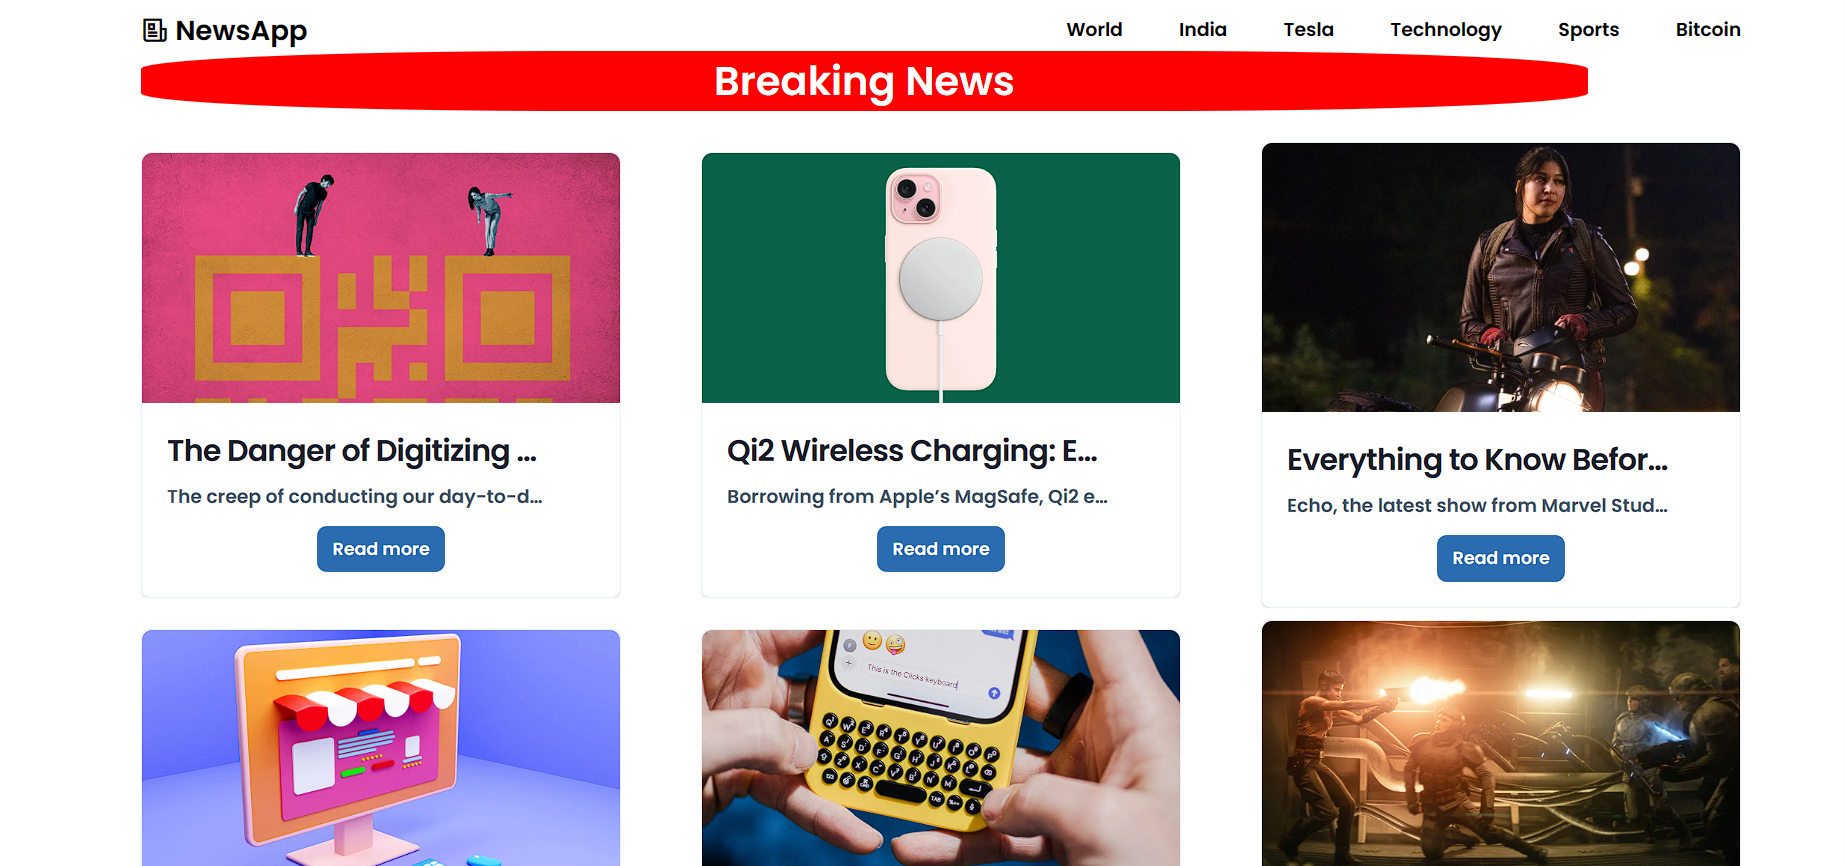 NewsApp
World India Tesla Technology Sports Bitcoin
Breaking News
The Danger of Digitizing ...
The creep of conducting our day-to-d...
Read more
Qi2 Wireless Charging: E...
Borrowing from Apple’s MagSafe, Qi2 e...
Read more
Everything to Know Befor...
Echo, the latest show from Marvel Stud...
Read more
This is the Clicks keyboard
Q W E R T Y U I O P
A S D F G H J K L
Z X C V B N M
TAB